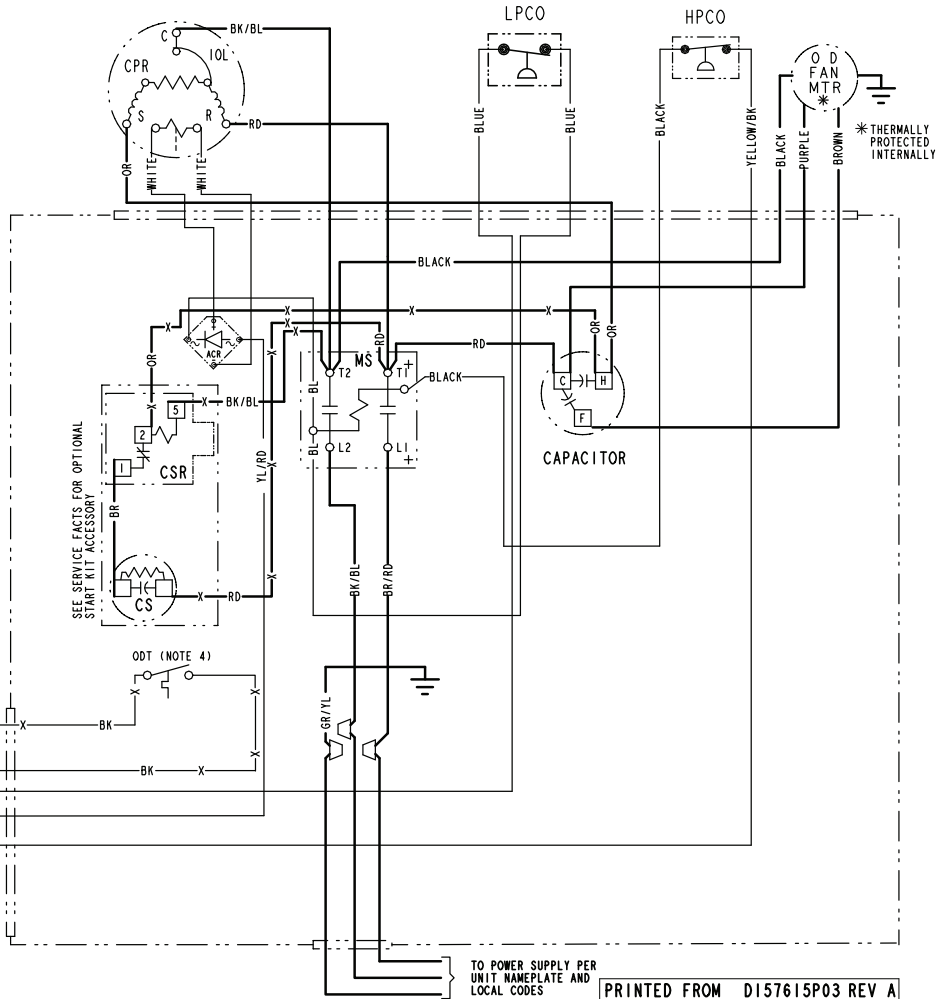 LPCO
HPCO
C
BK/BL
IOL
CPR
S
R
RD
O D
FAN
MTR
*
* THERMALLY
PROTECTED
INTERNALLY
OR
WHITE
WHITE
BLUE
BLUE
BLACK
YELLOW/BK
BLACK
PURPLE
BROWN
BLACK
X
X
X
X
X
X
X
OR
OR
+
~
~
-
ACR
RD
RD
MS
+
T2
T1
BL
BLACK
C
H
F
CAPACITOR
OR
X
X
BK/BL
5
2
1
CSR
BL
L2
L1
+
YL/RD
X
BR
SEE SERVICE FACTS FOR OPTIONAL
START KIT ACCESSORY
CS
X
RD
X
BK/BL
BR/RD
ODT (NOTE 4)
X
X
X
BK
X
BK
X
GR/YL
TO POWER SUPPLY PER
UNIT NAMEPLATE AND
LOCAL CODES
PRINTED FROM D157615P03 REV A